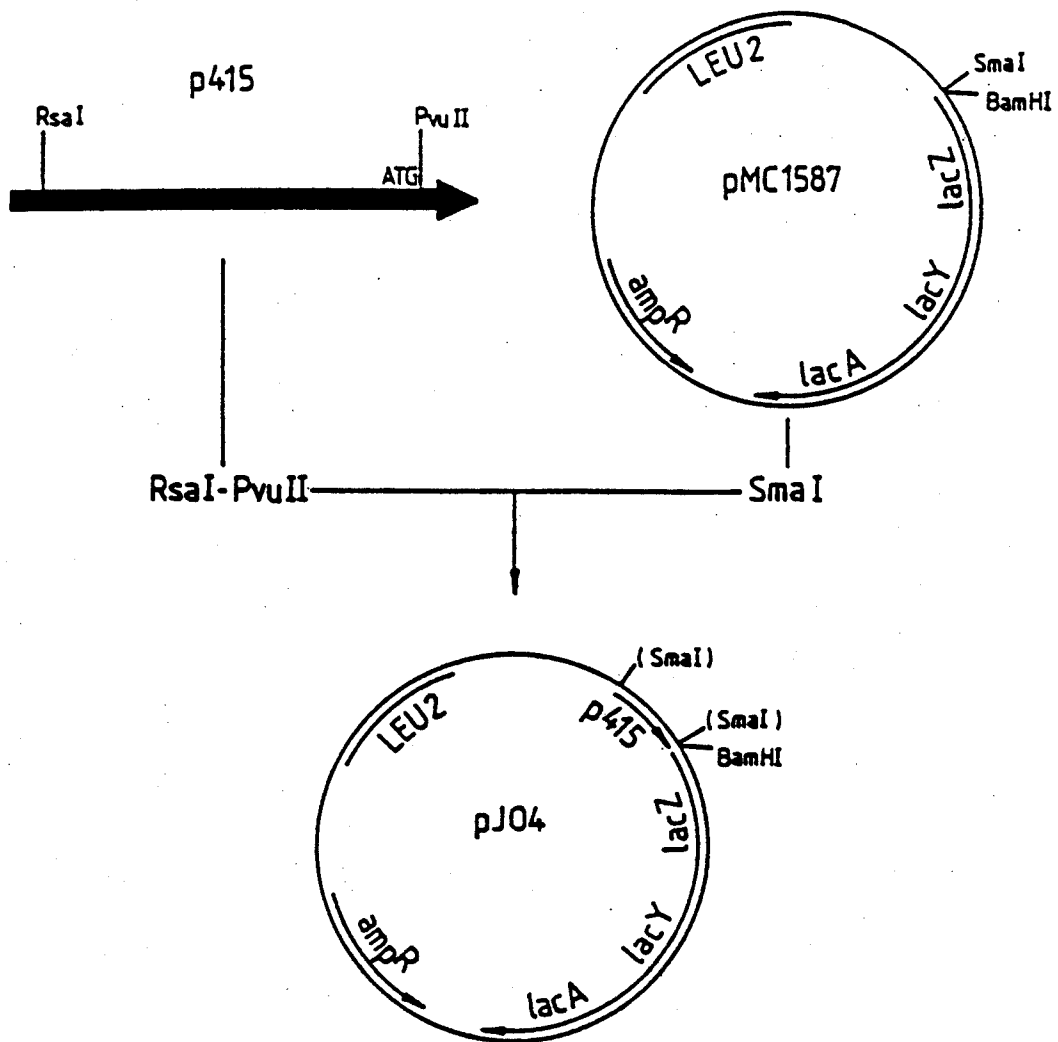 p415
RsaI
PvuII
ATG
LEU2
SmaI
BamHI
pMC1587
lacZ
lacY
lacA
ampR
RsaI-PvuII
SmaI
(SmaI)
p415
(SmaI)
BamHI
LEU2
pJO4
lacZ
lacY
lacA
ampR